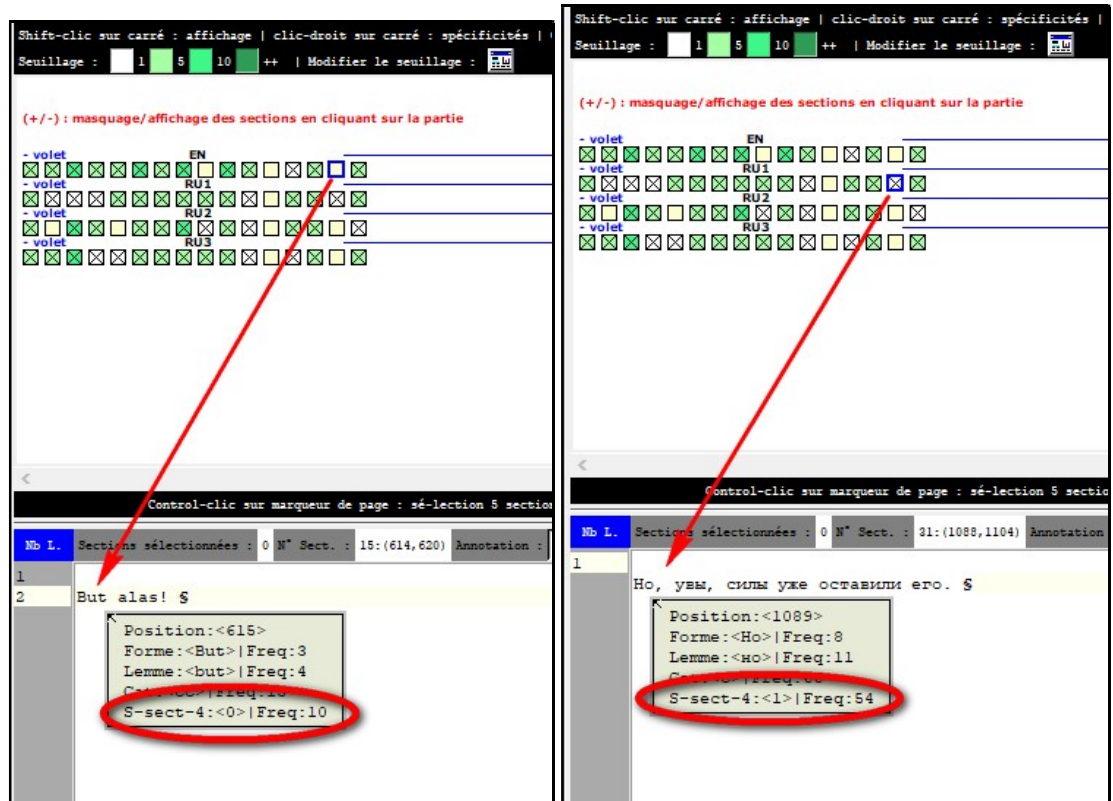 Shift-clic sur carré : affichage | clic-droit sur carré : spécificités |
Seuillage : 1 5 10 ++ | Modifier le seuillage :
(+/-) : masquage/affichage des sections en cliquant sur la partie
- volet EN
- volet RU1
- volet RU2
- volet RU3
<
Control-clic sur marqueur de page : sé-lection 5 section
Nb L. Sections sélectionnées : 0 N° Sect. : 15:(614,620) Annotation :
1
2 But alas! §
Position:<615>
Forme:<But>|Freq:3
Lemme:<but>|Freq:4
S-sect-4:<0>|Freq:10
Shift-clic sur carré : affichage | clic-droit sur carré : spécificités |
Seuillage : 1 5 10 ++ | Modifier le seuillage :
(+/-) : masquage/affichage des sections en cliquant sur la partie
- volet EN
- volet RU1
- volet RU2
- volet RU3
<
Control-clic sur marqueur de page : sé-lection 5 sectio
Nb L. Sections sélectionnées : 0 N° Sect. : 31:(1088,1104) Annotation
1
Но, увы, силы уже оставили его. §
Position:<1089>
Forme:<Но>|Freq:8
Lemme:<но>|Freq:11
S-sect-4:<1>|Freq:54